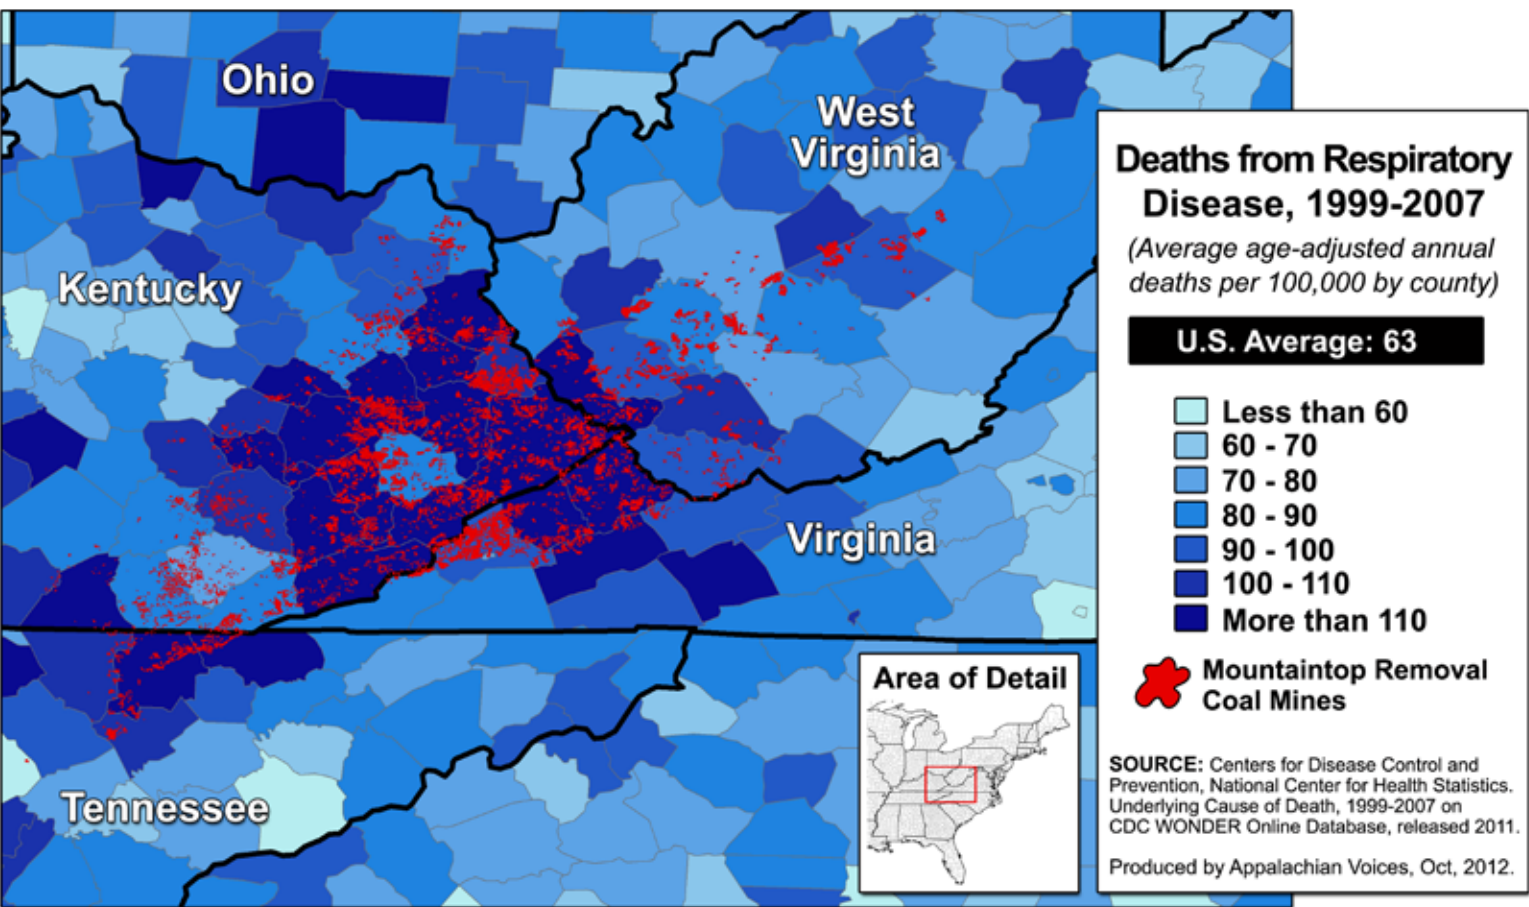 Ohio
West
Virginia
Kentucky
Virginia
Tennessee
Deaths from Respiratory
Disease, 1999-2007
(Average age-adjusted annual
deaths per 100,000 by county)
U.S. Average: 63
Less than 60
60 - 70
70 - 80
80 - 90
90 - 100
100 - 110
More than 110
Mountaintop Removal
Coal Mines
Area of Detail
SOURCE: Centers for Disease Control and
Prevention, National Center for Health Statistics.
Underlying Cause of Death, 1999-2007 on
CDC WONDER Online Database, released 2011.
Produced by Appalachian Voices, Oct, 2012.